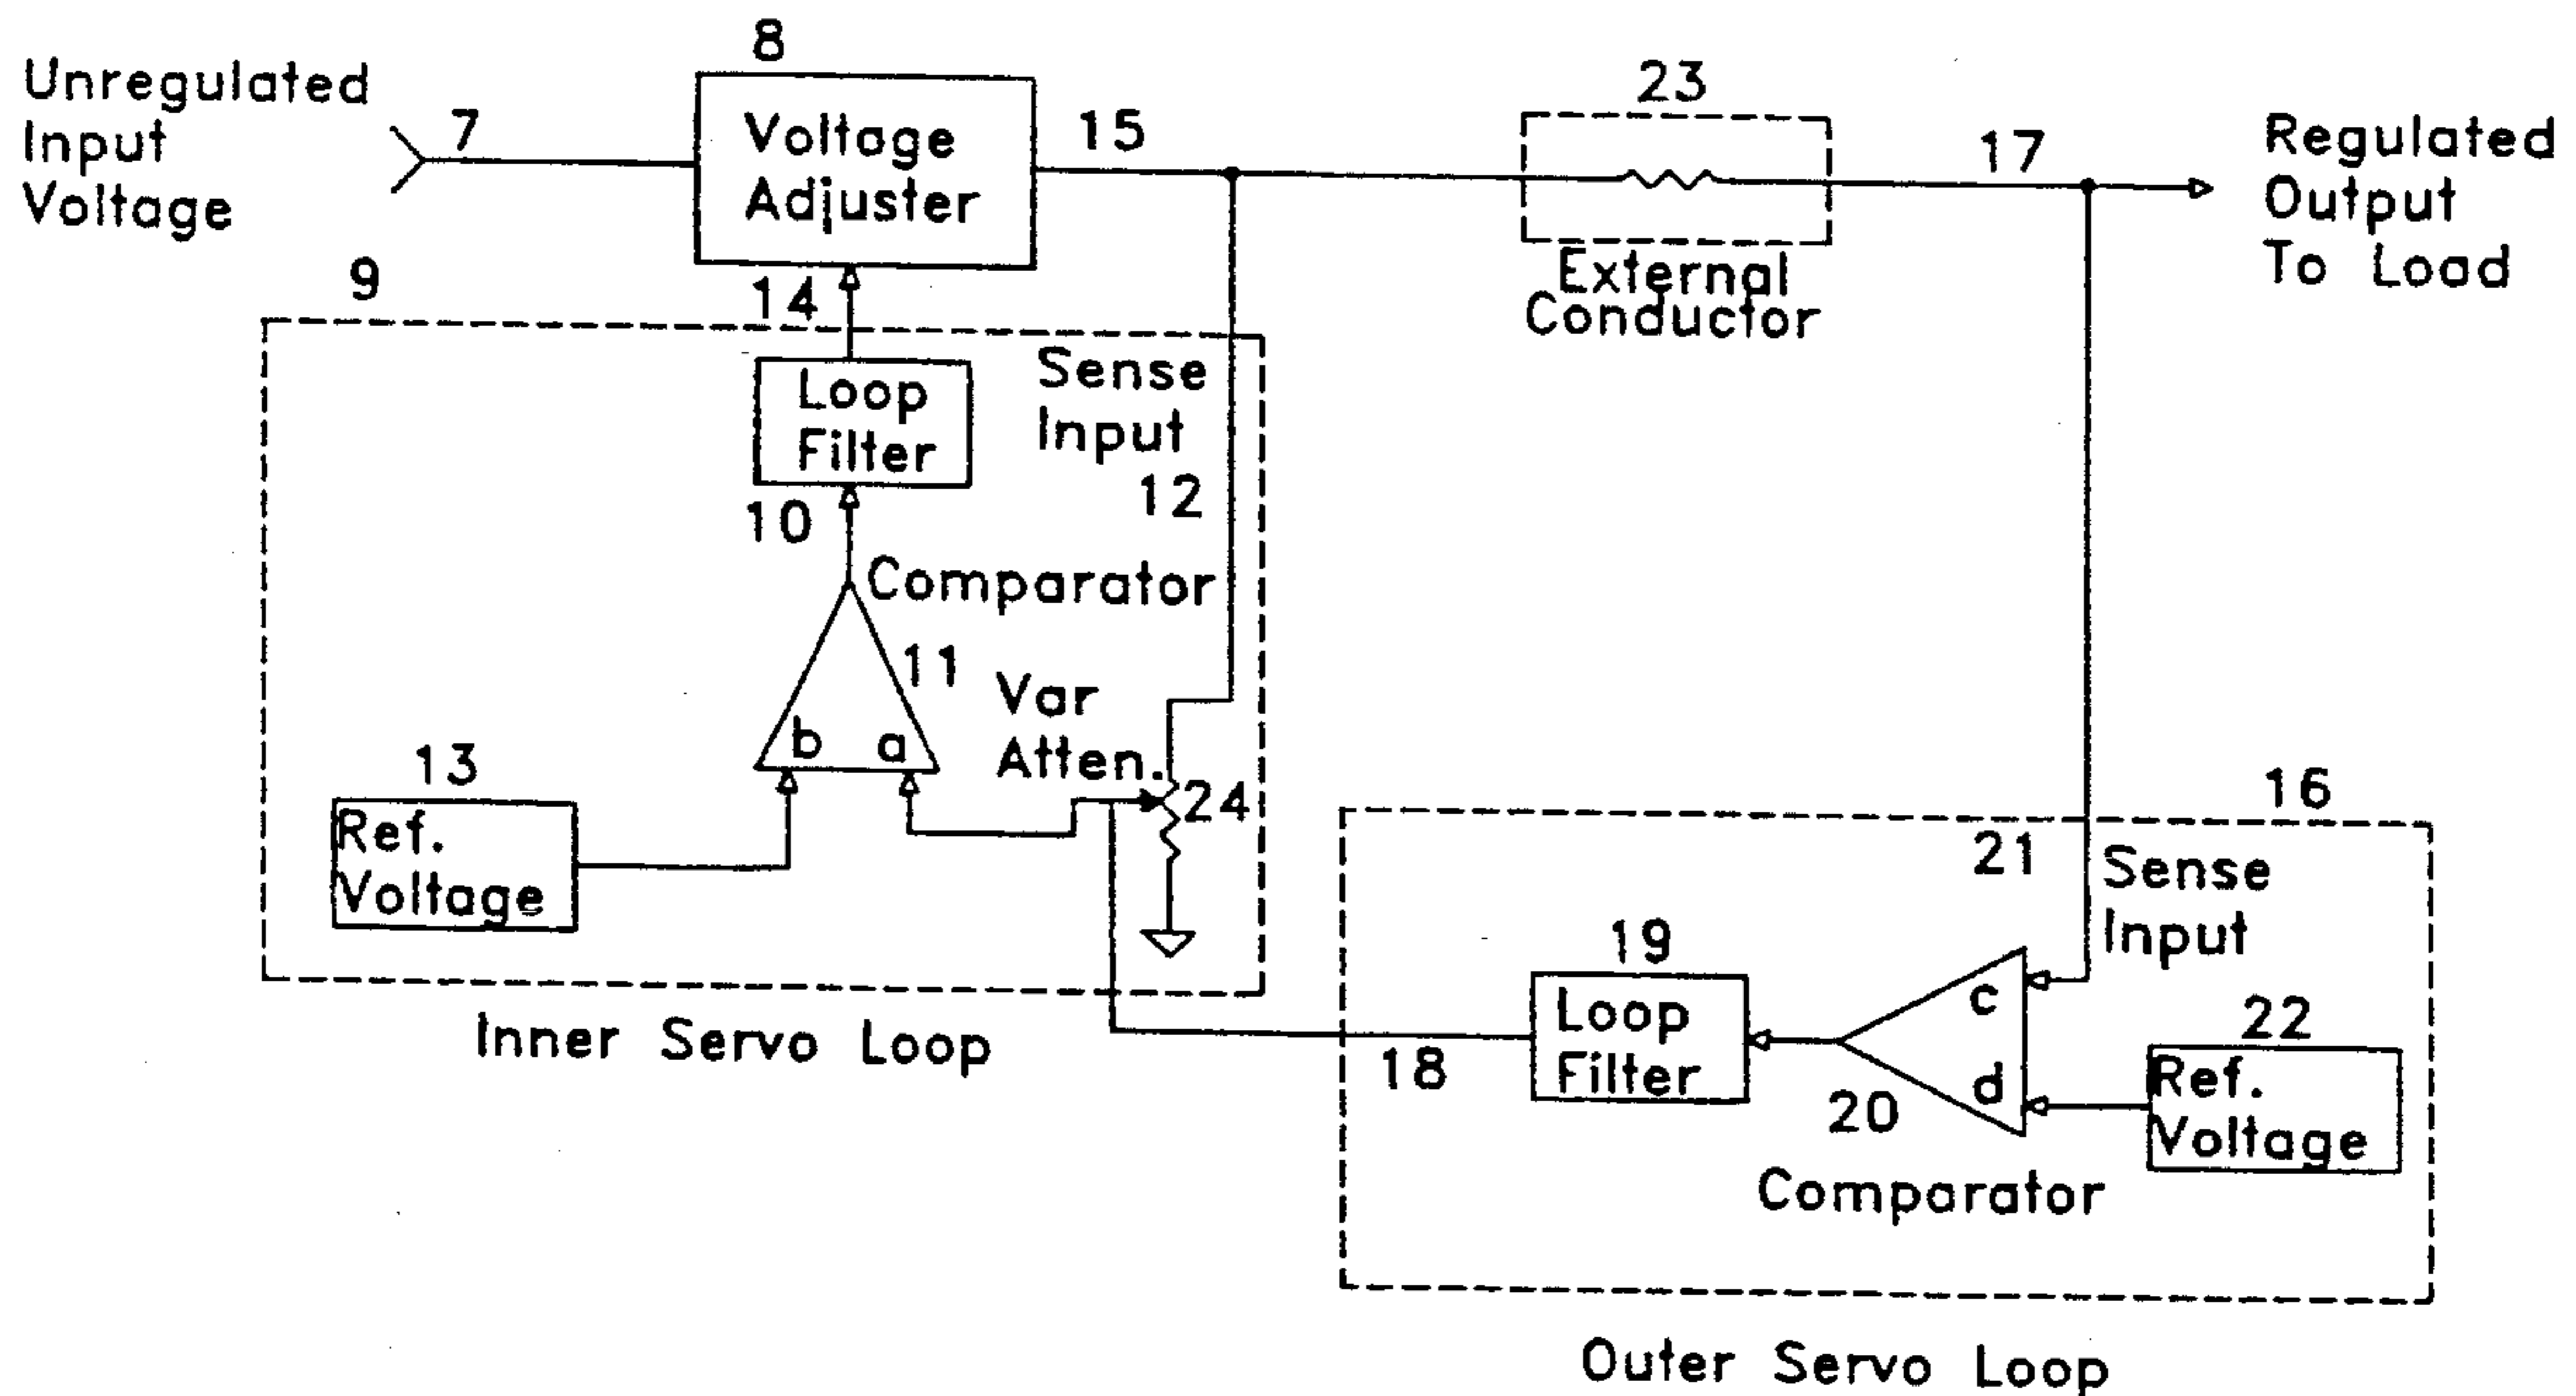 8
Unregulated
Input
Voltage
7
Voltage
Adjuster
15
23
External
Conductor
17
Regulated
Output
To Load
9
14
Loop
Filter
Sense
Input
12
10
Comparator
11
Var
Atten.
24
b a
13
Ref.
Voltage
Inner Servo Loop
16
21
Sense
Input
19
Loop
Filter
18
c
d
20
Comparator
22
Ref.
Voltage
Outer Servo Loop